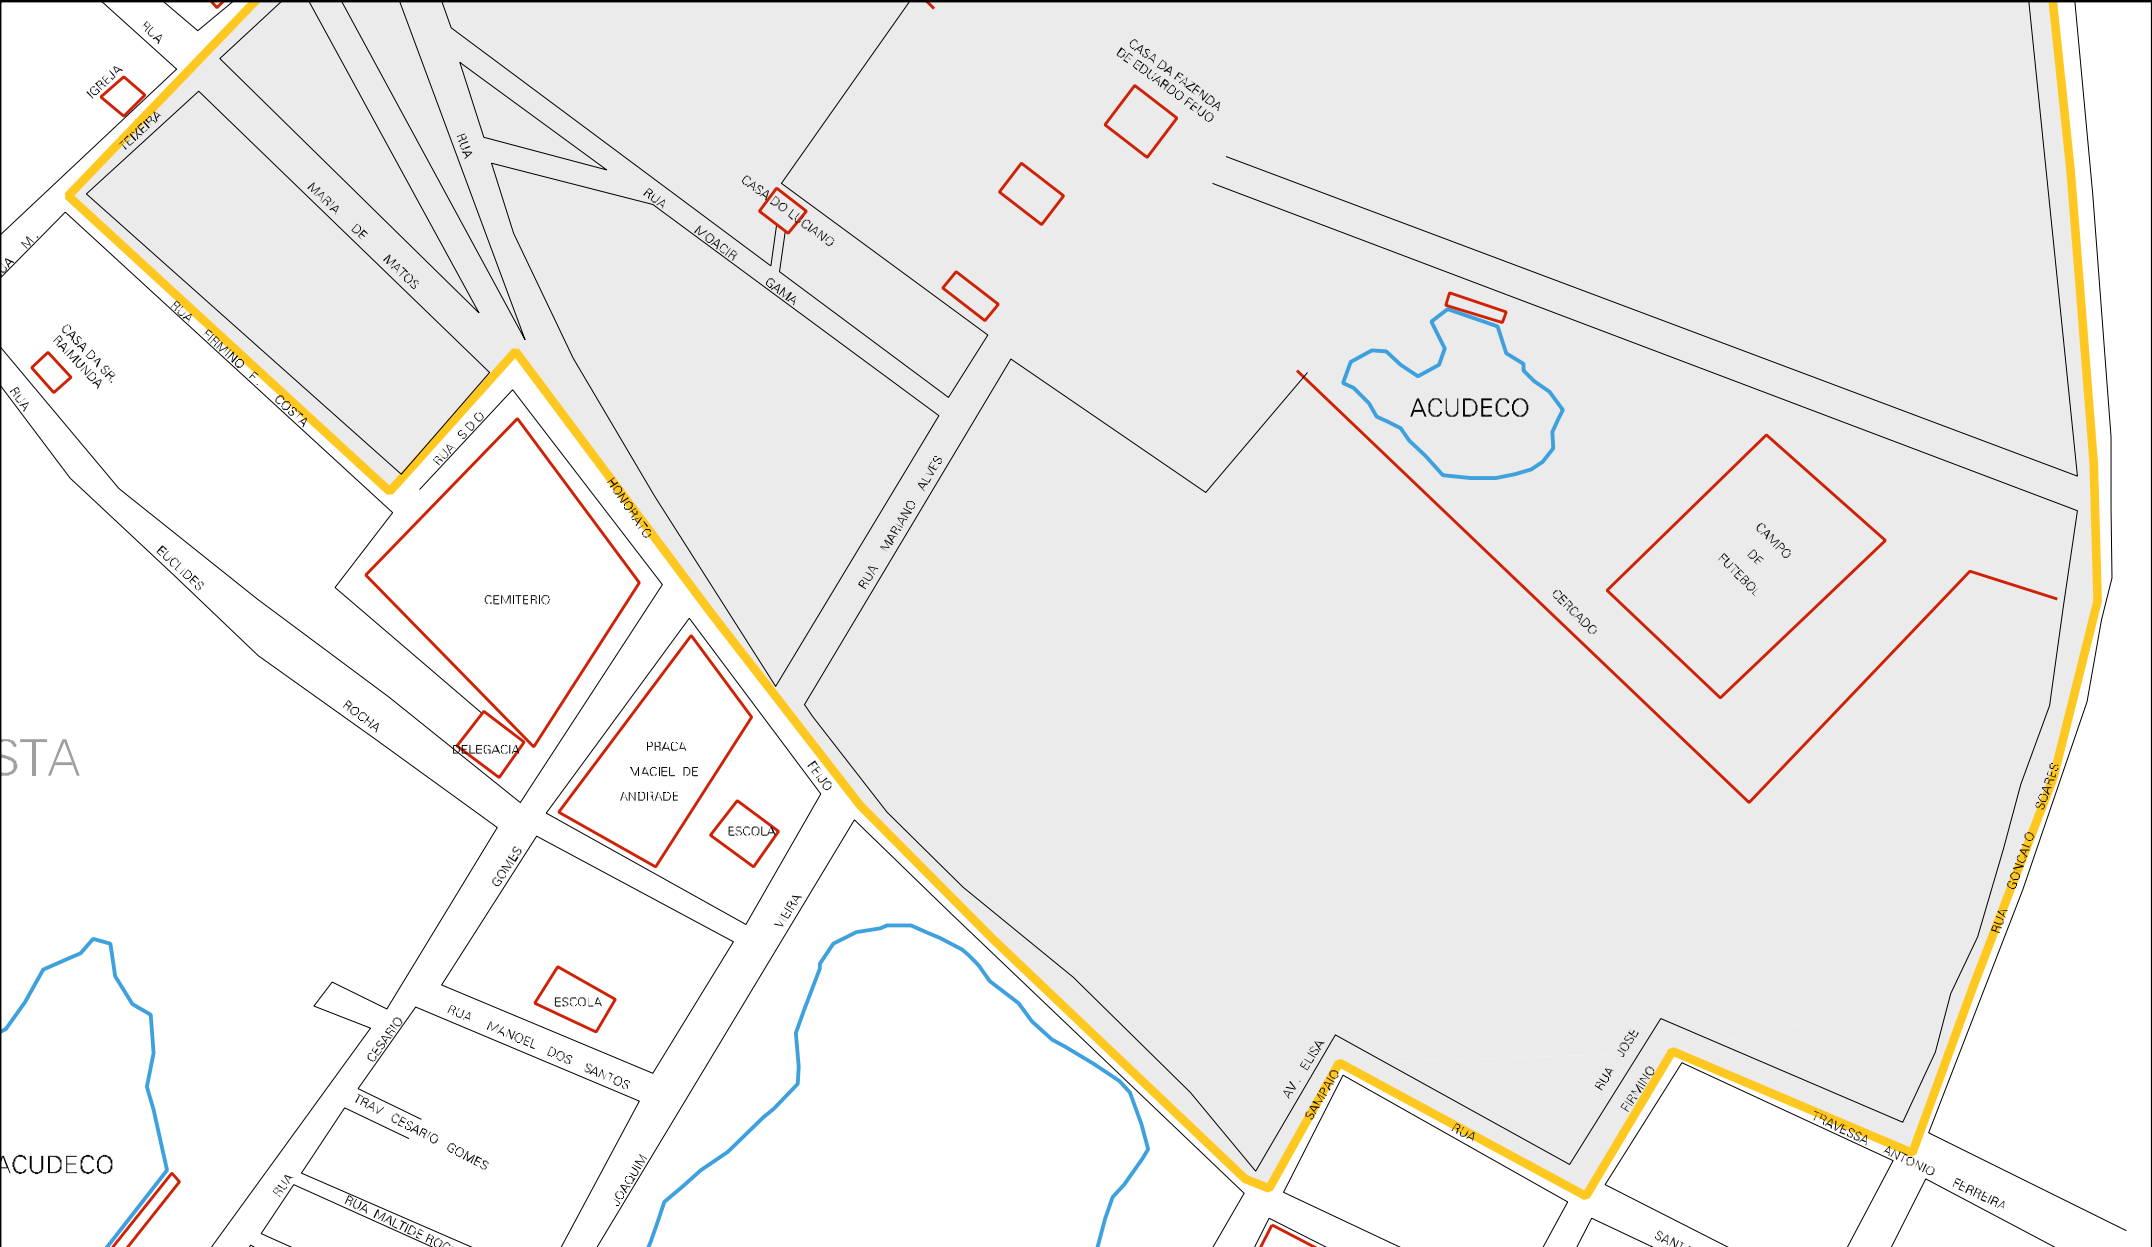 RUA
IGREJA
TEIXEIRA
CASA DA FAZENDA
DE EDUARDO FEIJO
RUA
MARIA DE MATOS
RUA MOACIR GAMA
CASA DO LUCIANO
M.
RUA FIRMINO F. COSTA
CASA DA SR.
RAIMUNDA
RUA EUCLIDES ROCHA
RUA S D O
ACUDECO
HONORATO FEIJO
RUA MARIANO ALVES
CAMPO
DE
FUTEBOL
CERCADO
CEMITERIO
DELEGACIA
PRACA
MACIEL DE
ANDRADE
ESCOLA
STA
RUA GONCALO SOARES
RUA CESARIO GOMES
ESCOLA
JOAQUIM VIEIRA
RUA MANOEL DOS SANTOS
TRAV CESARIO GOMES
ACUDECO
AV. ELISA
SAMPAIO
RUA
RUA JOSE
FIRMINO
TRAVESSA ANTONIO FERREIRA
RUA MALTIDE